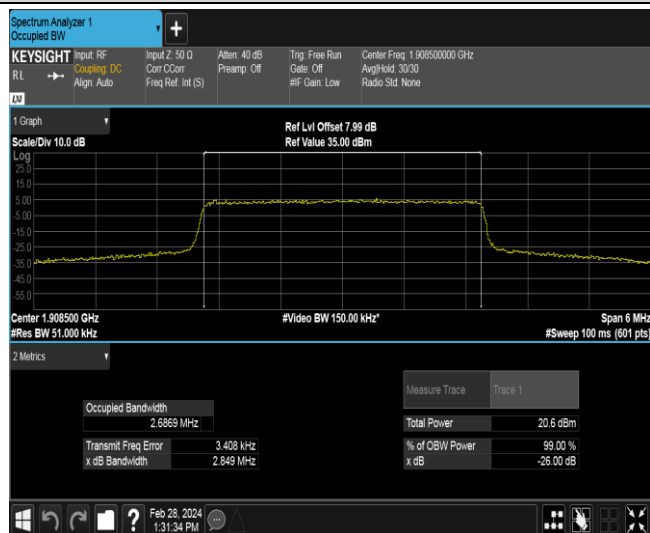 Spectrum Analyzer 1
Occupied BW
+
KEYSIGHT
RL
LXI
Input: RF
Coupling: DC
Align: Auto
Input Z: 50 Ω
Corr CCorr
Freq Ref: Int (S)
Atten: 40 dB
Preamp: Off
Trig: Free Run
Gate: Off
#IF Gain: Low
Center Freq: 1.908500000 GHz
Avg|Hold: 30/30
Radio Std: None
1 Graph
Scale/Div 10.0 dB
Ref Lvl Offset 7.99 dB
Ref Value 35.00 dBm
Log
25.0
15.0
5.00
-5.00
-15.0
-25.0
-35.0
-45.0
-55.0
Center 1.908500 GHz
#Video BW 150.00 kHz*
Span 6 MHz
#Res BW 51.000 kHz
#Sweep 100 ms (601 pts)
2 Metrics
Measure Trace Trace 1
Occupied Bandwidth
2.6869 MHz
Total Power 20.6 dBm
Transmit Freq Error 3.408 kHz
% of OBW Power 99.00 %
x dB Bandwidth 2.849 MHz
x dB -26.00 dB
?
Feb 28, 2024
1:31:34 PM